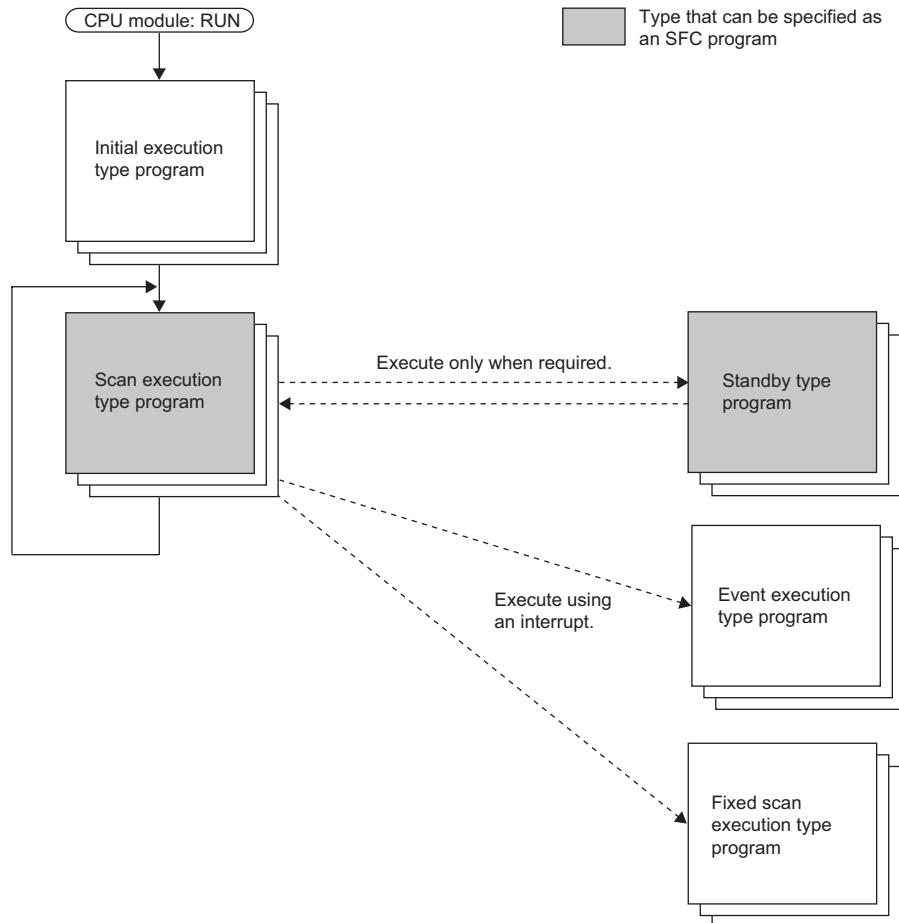 CPU module: RUN
Type that can be specified as
an SFC program
Initial execution
type program
Scan execution
type program
Execute only when required.
Standby type
program
Event execution
type program
Execute using
an interrupt.
Fixed scan
execution type
program